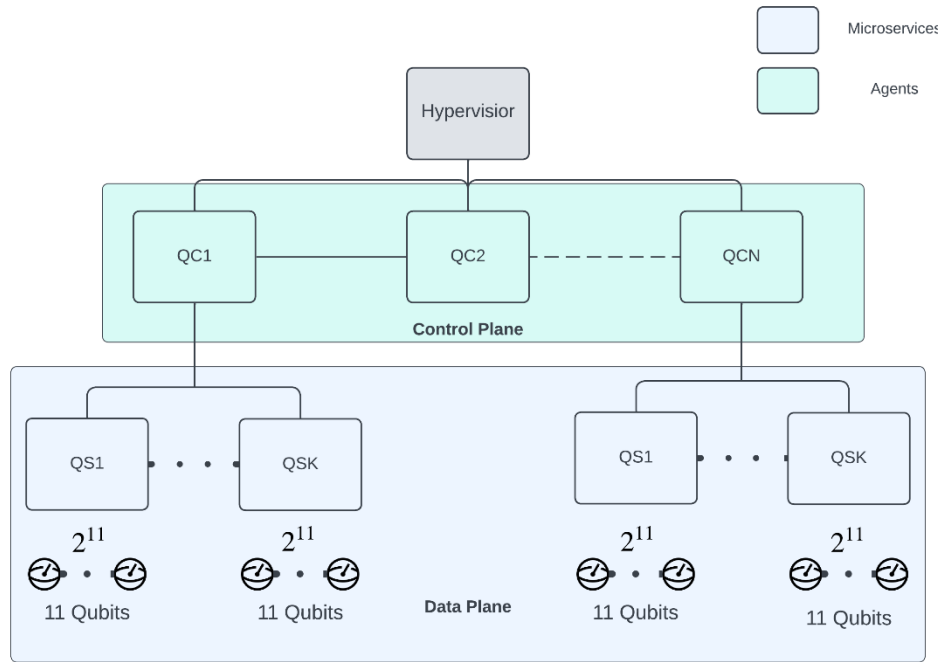 Microservices
Agents
Hypervisior
QC1
QC2
QCN
Control Plane
QS1
QSK
QS1
QSK
2^11
2^11
2^11
2^11
11 Qubits
11 Qubits
Data Plane
11 Qubits
11 Qubits